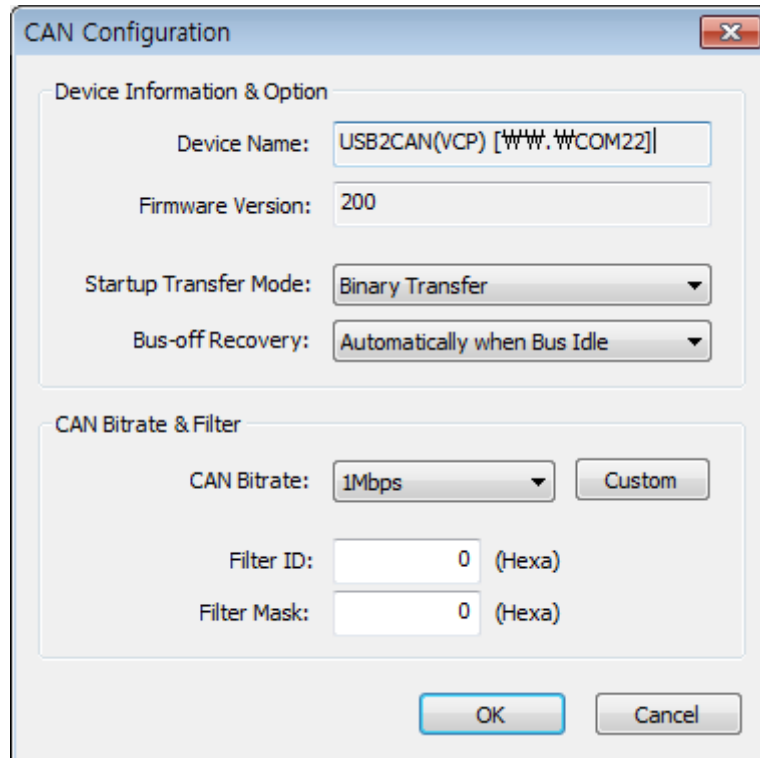 CAN Configuration
Device Information & Option
Device Name: USB2CAN(VCP) [₩₩.₩COM22]
Firmware Version: 200
Startup Transfer Mode: Binary Transfer
Bus-off Recovery: Automatically when Bus Idle
CAN Bitrate & Filter
CAN Bitrate: 1Mbps Custom
Filter ID: 0 (Hexa)
Filter Mask: 0 (Hexa)
OK Cancel